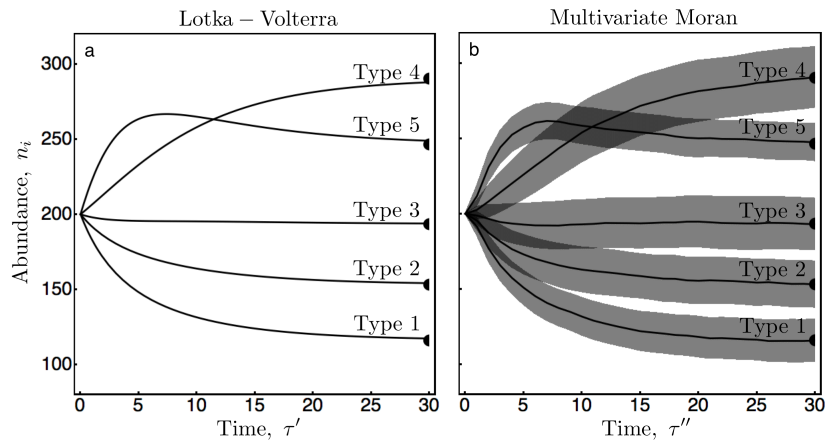 Lotka – Volterra
Multivariate Moran
a
b
Abundance, nᵢ
300
250
200
150
100
Type 4
Type 5
Type 3
Type 2
Type 1
Type 4
Type 5
Type 3
Type 2
Type 1
0 5 10 15 20 25 30
0 5 10 15 20 25 30
Time, τ′
Time, τ″